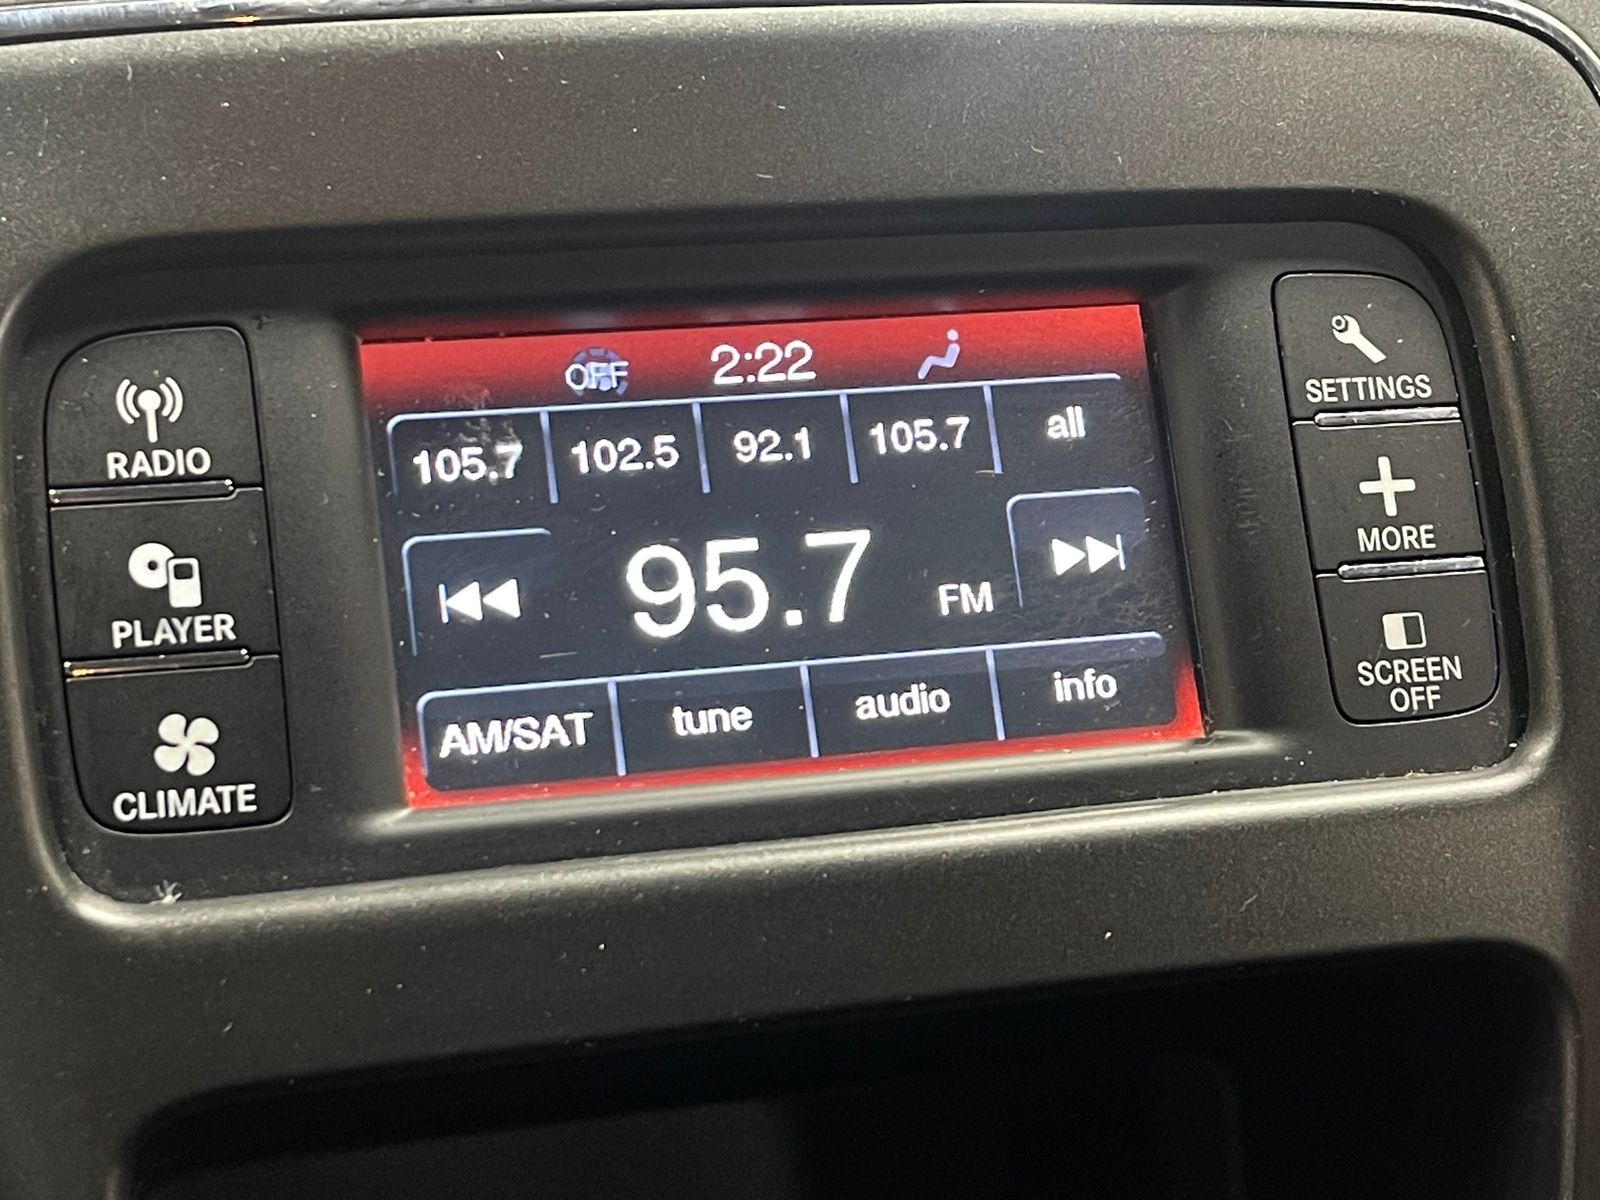 OFF 2:22
105.7 102.5 92.1 105.7 all
95.7 FM
AM/SAT tune audio info
RADIO
PLAYER
CLIMATE
SETTINGS
MORE
SCREEN
OFF